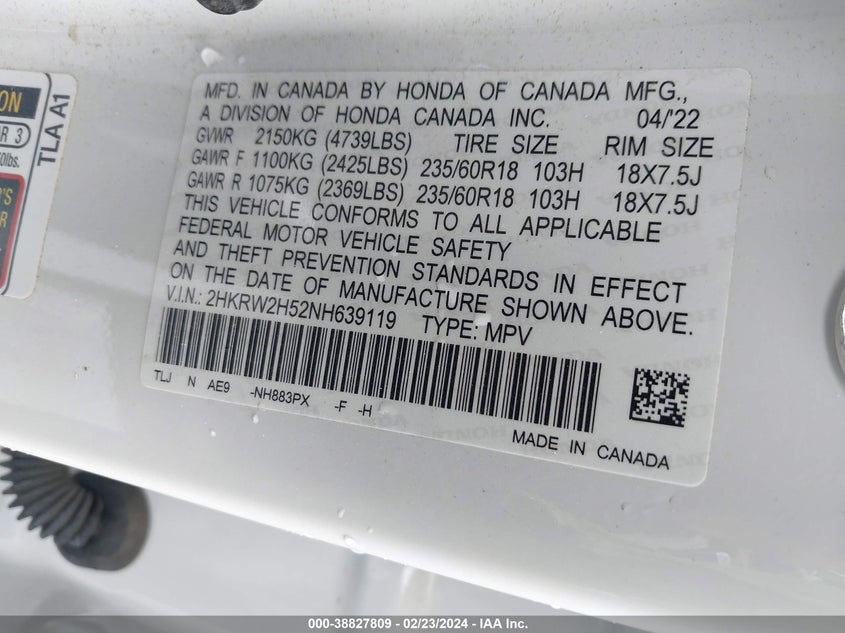 MFD. IN CANADA BY HONDA OF CANADA MFG.,
A DIVISION OF HONDA CANADA INC. 04/'22
GVWR 2150KG (4739LBS) TIRE SIZE RIM SIZE
GAWR F 1100KG (2425LBS) 235/60R18 103H 18X7.5J
GAWR R 1075KG (2369LBS) 235/60R18 103H 18X7.5J
THIS VEHICLE CONFORMS TO ALL APPLICABLE
FEDERAL MOTOR VEHICLE SAFETY
AND THEFT PREVENTION STANDARDS IN EFFECT
ON THE DATE OF MANUFACTURE SHOWN ABOVE.
V.I.N.: 2HKRW2H52NH639119 TYPE: MPV
TLJ N AE9 -NH883PX -F -H
MADE IN CANADA
TLA A1
000-38827809 - 02/23/2024 - IAA Inc.